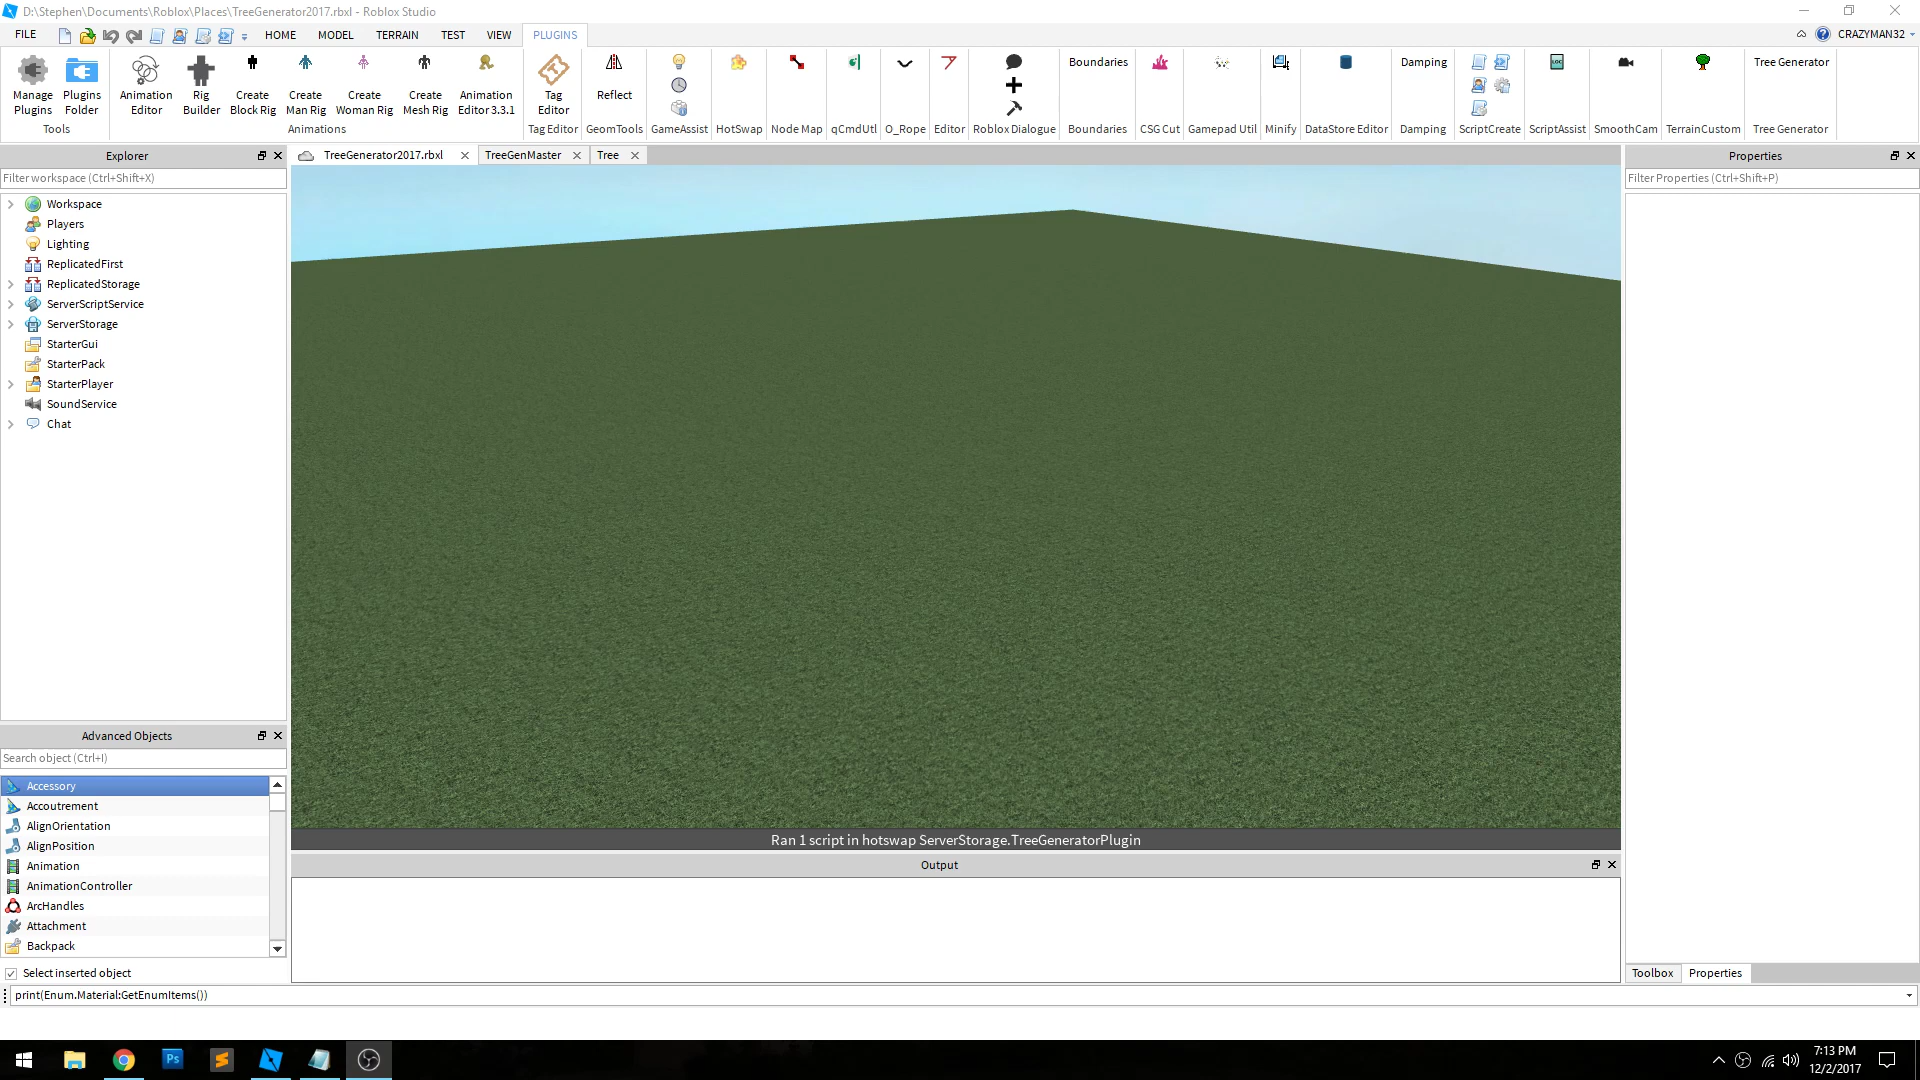 D:\Stephen\Documents\Roblox\Places\TreeGenerator2017.rbxl - Roblox Studio
FILE HOME MODEL TERRAIN TEST VIEW PLUGINS CRAZYMAN32
Manage Plugins
Plugins Folder
Tools
Animation Editor
Rig Builder
Create Block Rig
Create Man Rig
Create Woman Rig
Create Mesh Rig
Animation Editor 3.3.1
Animations
Tag Editor
Tag Editor
Reflect
GeomTools
GameAssist
HotSwap
Node Map
qCmdUtl
O_Rope
Editor
Roblox Dialogue
Boundaries
Boundaries
CSG Cut
Gamepad Util
Minify
DataStore Editor
Damping
Damping
ScriptCreate
LOC
ScriptAssist
SmoothCam
TerrainCustom
Tree Generator
Tree Generator
Explorer
Filter workspace (Ctrl+Shift+X)
Workspace
Players
Lighting
ReplicatedFirst
ReplicatedStorage
ServerScriptService
ServerStorage
StarterGui
StarterPack
StarterPlayer
SoundService
Chat
Advanced Objects
Search object (Ctrl+I)
Accessory
Accoutrement
AlignOrientation
AlignPosition
Animation
AnimationController
ArcHandles
Attachment
Backpack
Select inserted object
TreeGenerator2017.rbxl TreeGenMaster Tree
Ran 1 script in hotswap ServerStorage.TreeGeneratorPlugin
Output
Properties
Filter Properties (Ctrl+Shift+P)
Toolbox Properties
print(Enum.Material:GetEnumItems())
Ps
7:13 PM
12/2/2017